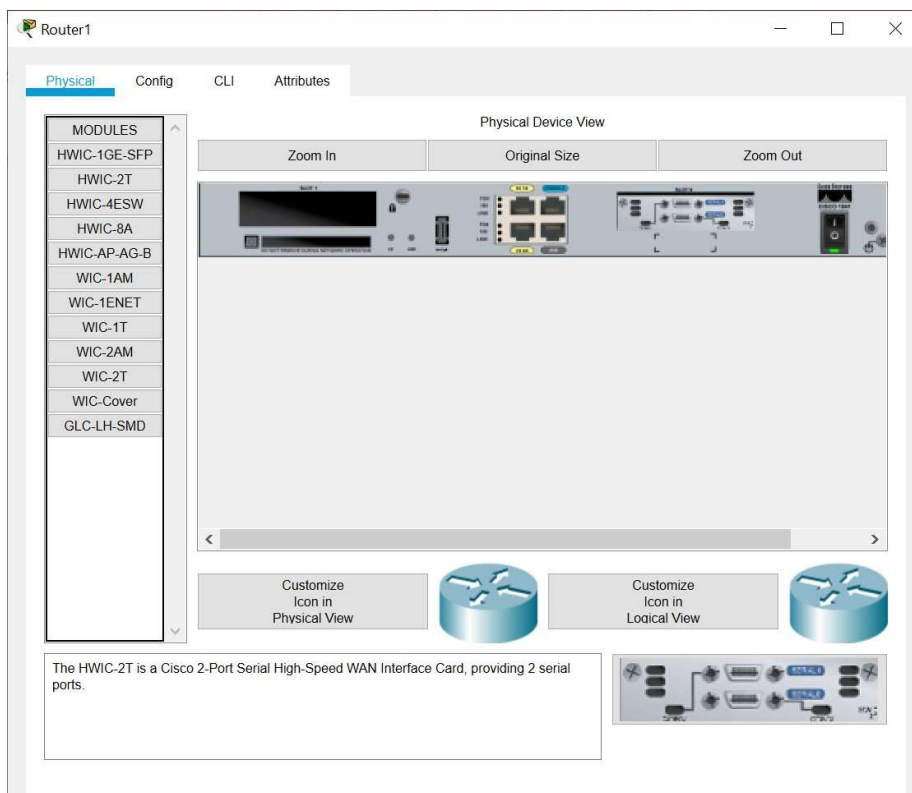 Router1
Physical Config CLI Attributes
MODULES
HWIC-1GE-SFP
HWIC-2T
HWIC-4ESW
HWIC-8A
HWIC-AP-AG-B
WIC-1AM
WIC-1ENET
WIC-1T
WIC-2AM
WIC-2T
WIC-Cover
GLC-LH-SMD
Physical Device View
Zoom In Original Size Zoom Out
Customize
Icon in
Physical View
Customize
Icon in
Logical View
The HWIC-2T is a Cisco 2-Port Serial High-Speed WAN Interface Card, providing 2 serial
ports.